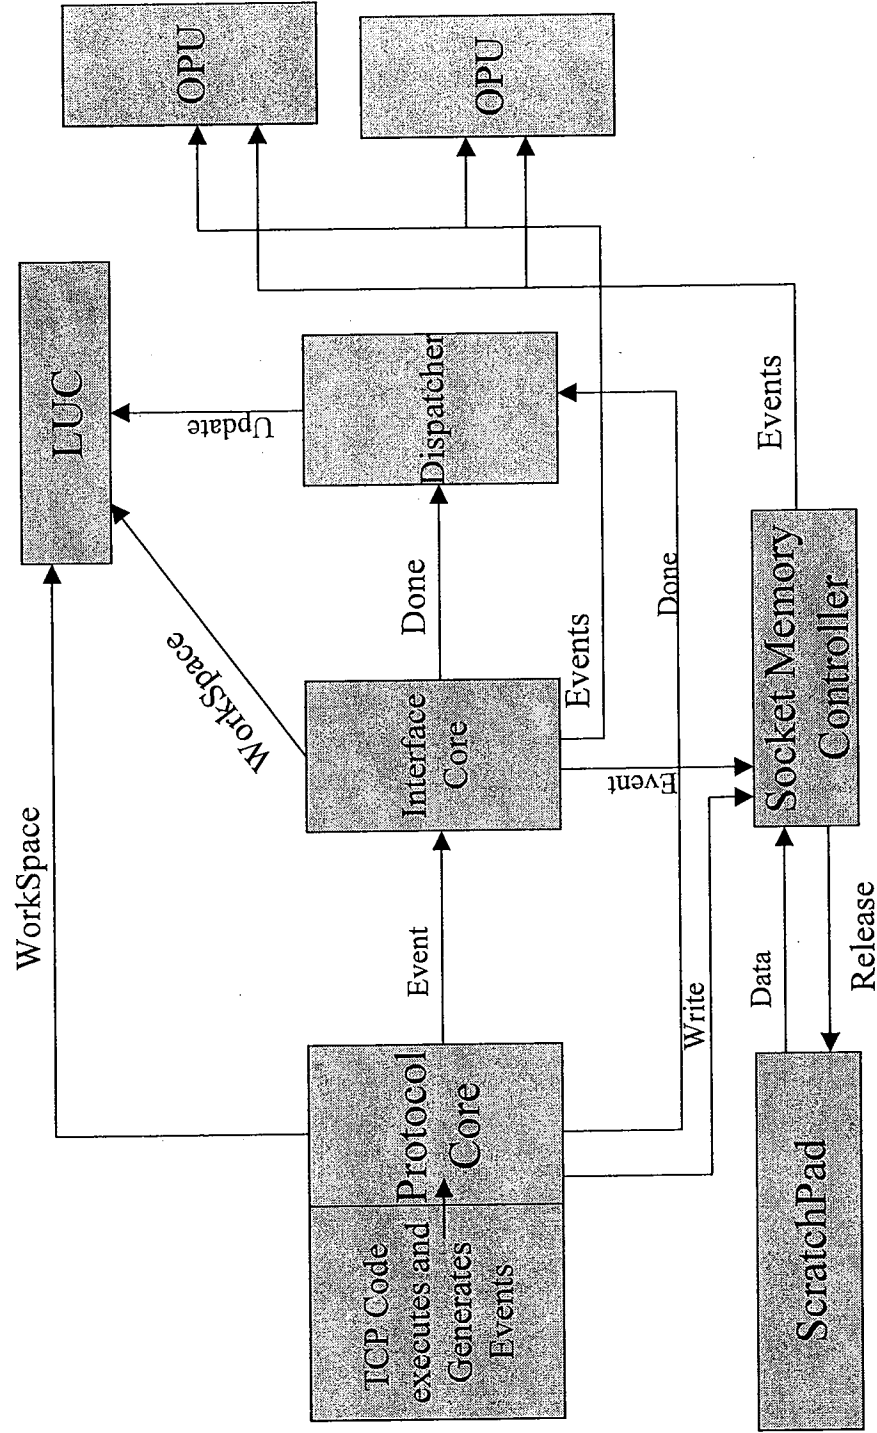 TCP Code
executes and
Generates
Events
Protocol
Core
WorkSpace
Event
Interface
Core
WorkSpace
Done
Dispatcher
Update
LUC
OPU
OPU
Events
Event
Done
Write
ScratchPad
Data
Release
Socket Memory
Controller
Events